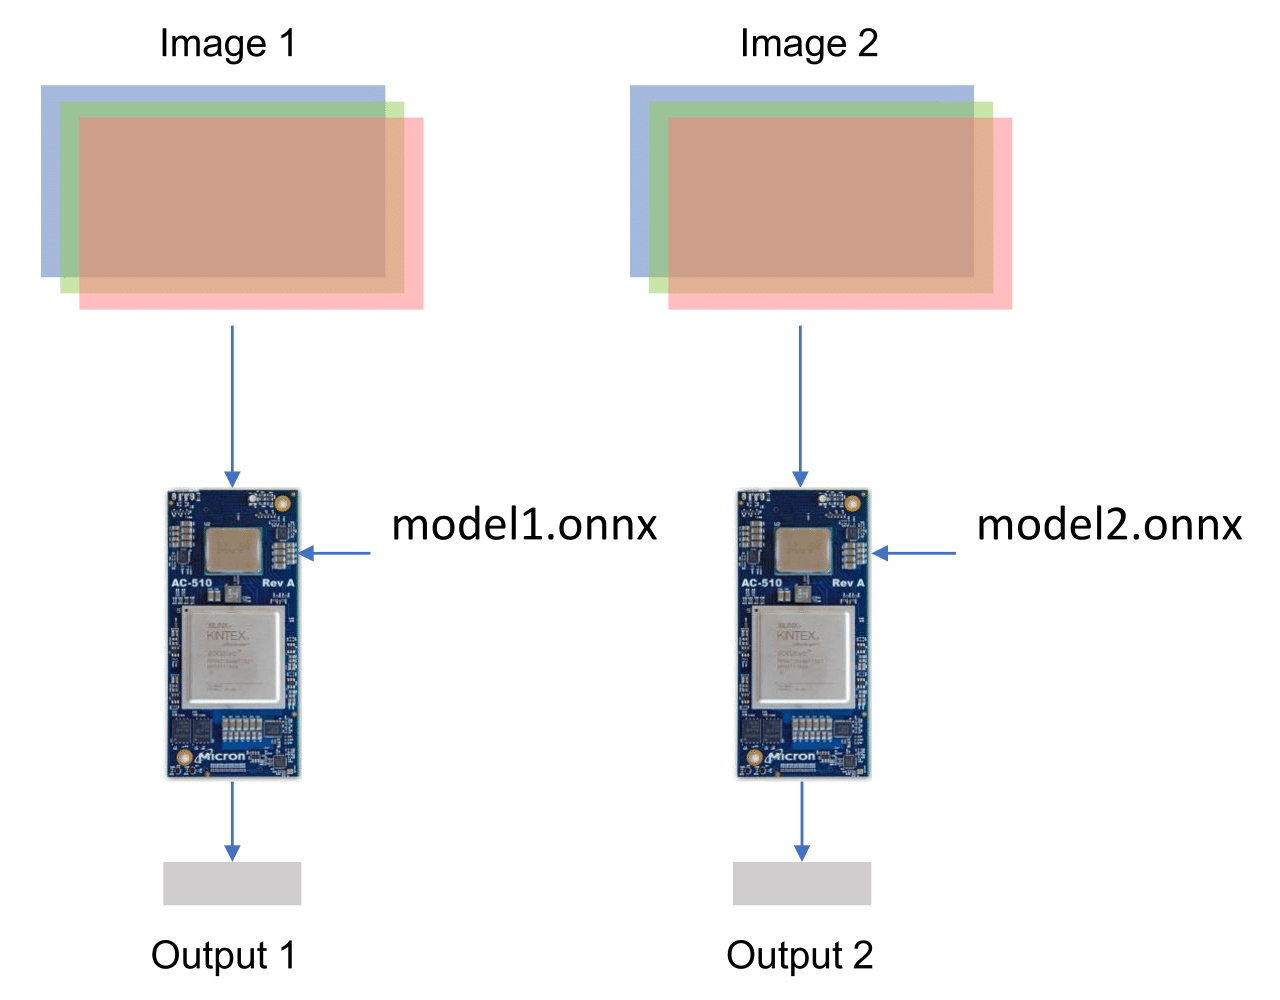 Image 1
Image 2
model1.onnx
model2.onnx
AC-510 Rev A
XILINX
KINTEX
Micron
AC-510 Rev A
XILINX
KINTEX
Micron
Output 1
Output 2